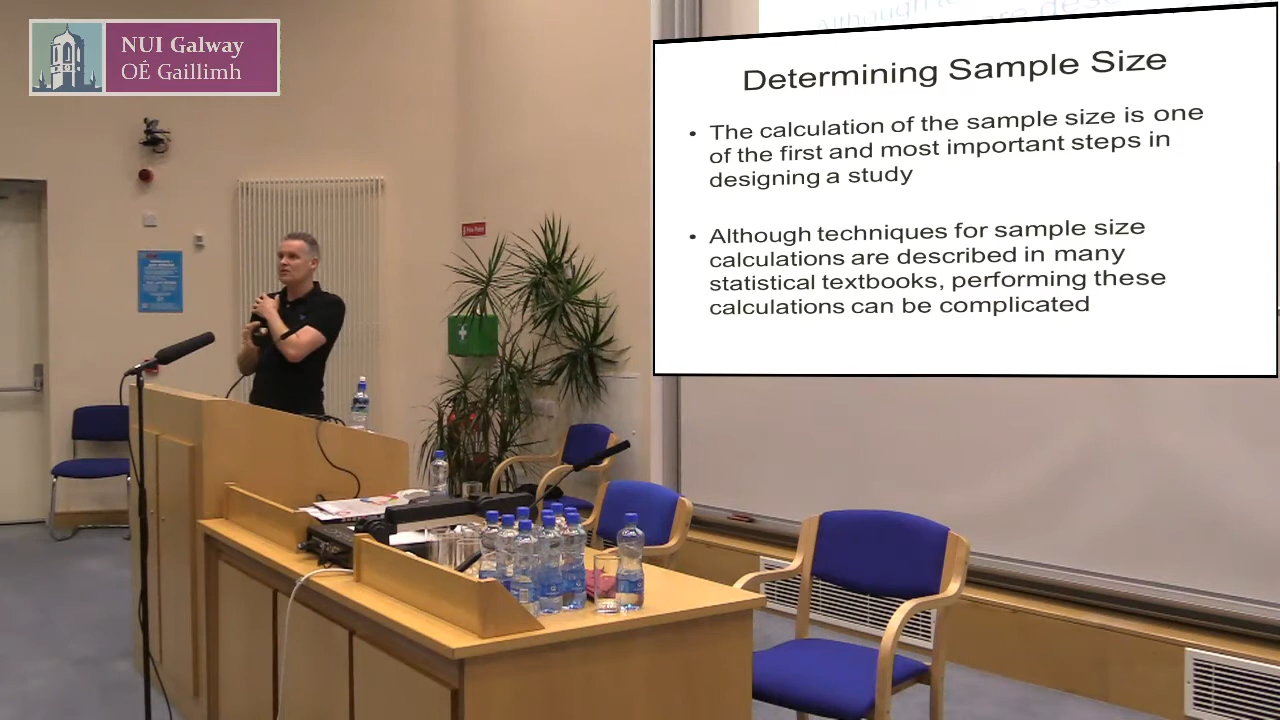 NUI Galway
OÉ Gaillimh
Although
Determining Sample Size
• The calculation of the sample size is one
of the first and most important steps in
designing a study
• Although techniques for sample size
calculations are described in many
statistical textbooks, performing these
calculations can be complicated